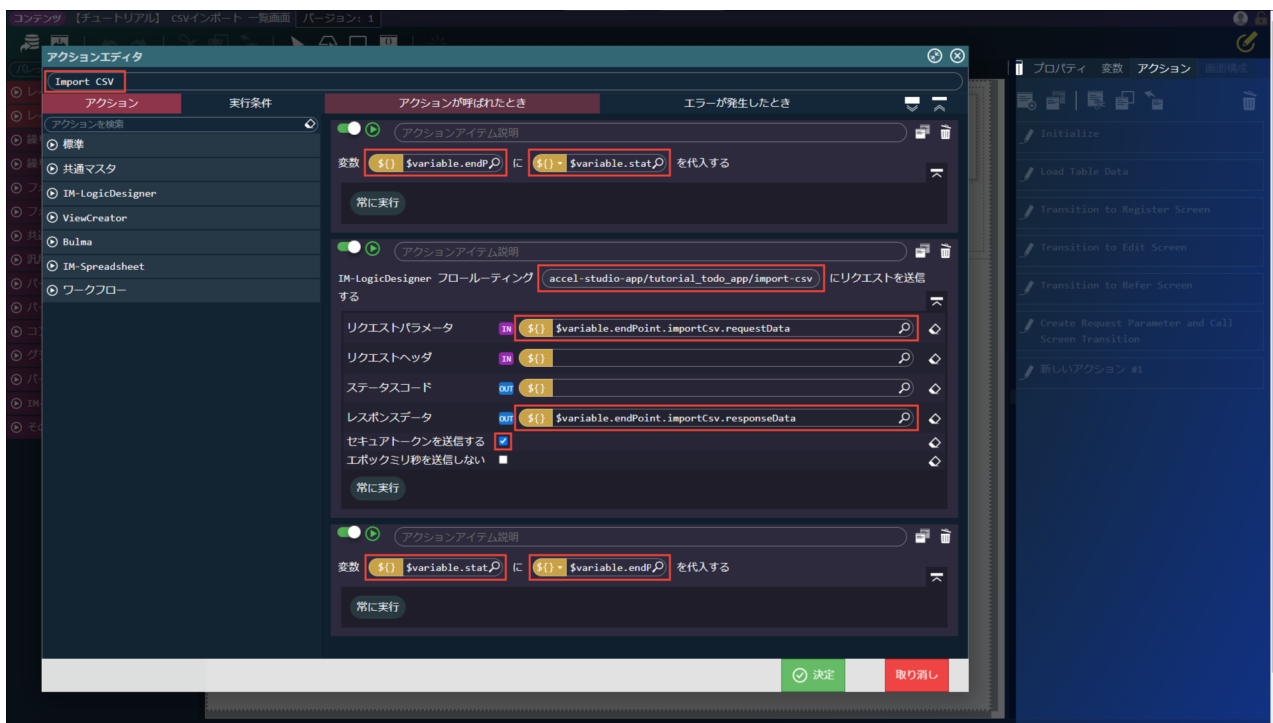 コンテンツ 【チュートリアル】 CSVインポート 一覧画面 バージョン: 1
アクションエディタ
Import CSV
アクション 実行条件 アクションが呼ばれたとき エラーが発生したとき
アクションを検索
標準
共通マスタ
IM-LogicDesigner
ViewCreator
Bulma
IM-Spreadsheet
ワークフロー
アクションアイテム説明
変数 ${} $variable.endP に ${} $variable.stat を代入する
常に実行
アクションアイテム説明
IM-LogicDesigner フロールーティング accel-studio-app/tutorial_todo_app/import-csv にリクエストを送信
する
リクエストパラメータ IN ${} $variable.endPoint.importCsv.requestData
リクエストヘッダ IN ${}
ステータスコード OUT ${}
レスポンスデータ OUT ${} $variable.endPoint.importCsv.responseData
セキュアトークンを送信する
エポックミリ秒を送信しない
常に実行
アクションアイテム説明
変数 ${} $variable.stat に ${} $variable.endP を代入する
常に実行
決定 取り消し
プロパティ 変数 アクション 画面構成
Initialize
Load Table Data
Transition to Register Screen
Transition to Edit Screen
Transition to Refer Screen
Create Request Parameter and Call
Screen Transition
新しいアクション #1